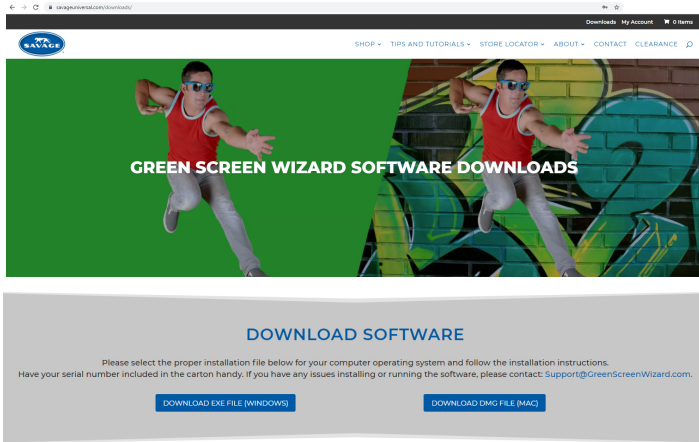 savageuniversal.com/downloads/
Downloads My Account 0 Items
SAVAGE
SHOP TIPS AND TUTORIALS STORE LOCATOR ABOUT CONTACT CLEARANCE
GREEN SCREEN WIZARD SOFTWARE DOWNLOADS
DOWNLOAD SOFTWARE
Please select the proper installation file below for your computer operating system and follow the installation instructions.
Have your serial number included in the carton handy. If you have any issues installing or running the software, please contact: Support@GreenScreenWizard.com.
DOWNLOAD EXE FILE (WINDOWS) DOWNLOAD DMG FILE (MAC)